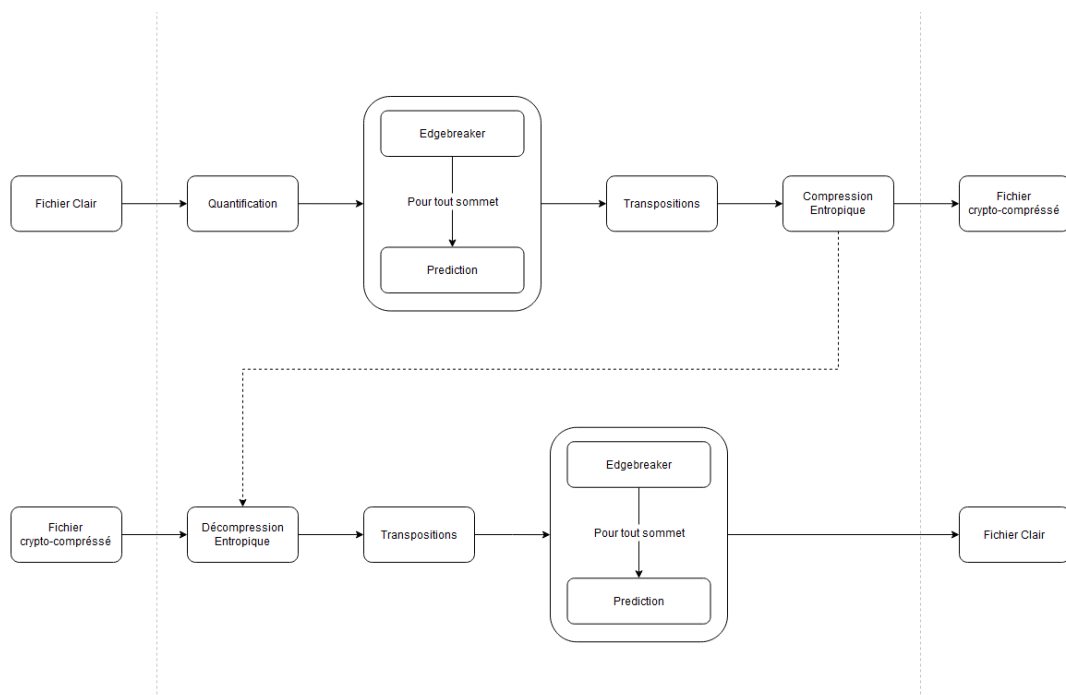 Edgebreaker
Fichier Clair
Quantification
Pour tout sommet
Transpositions
Compression
Entropique
Fichier
crypto-compréssé
Prediction
Edgebreaker
Fichier
crypto-compréssé
Décompression
Entropique
Transpositions
Pour tout sommet
Fichier Clair
Prediction